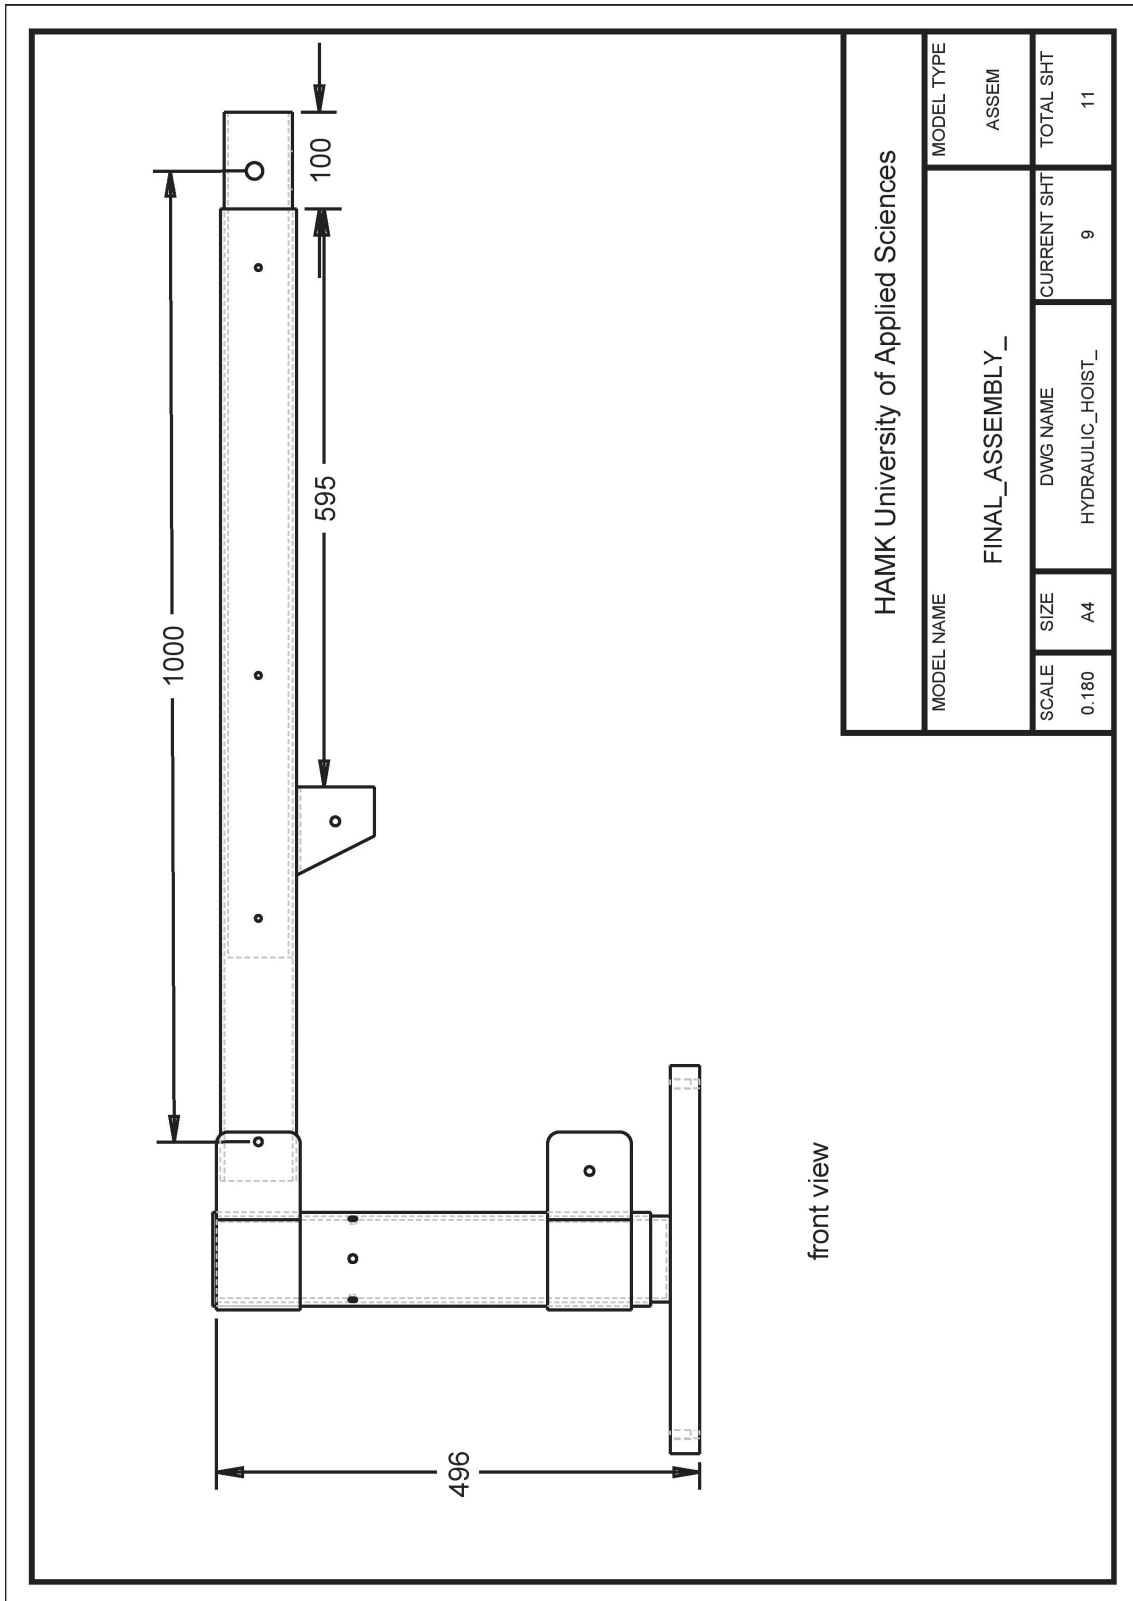 1000
100
595
496
front view
HAMK University of Applied Sciences
MODEL NAME
FINAL_ASSEMBLY_
MODEL TYPE
ASSEM
SCALE
0.180
SIZE
A4
DWG NAME
HYDRAULIC_HOIST_
CURRENT SHT
9
TOTAL SHT
11